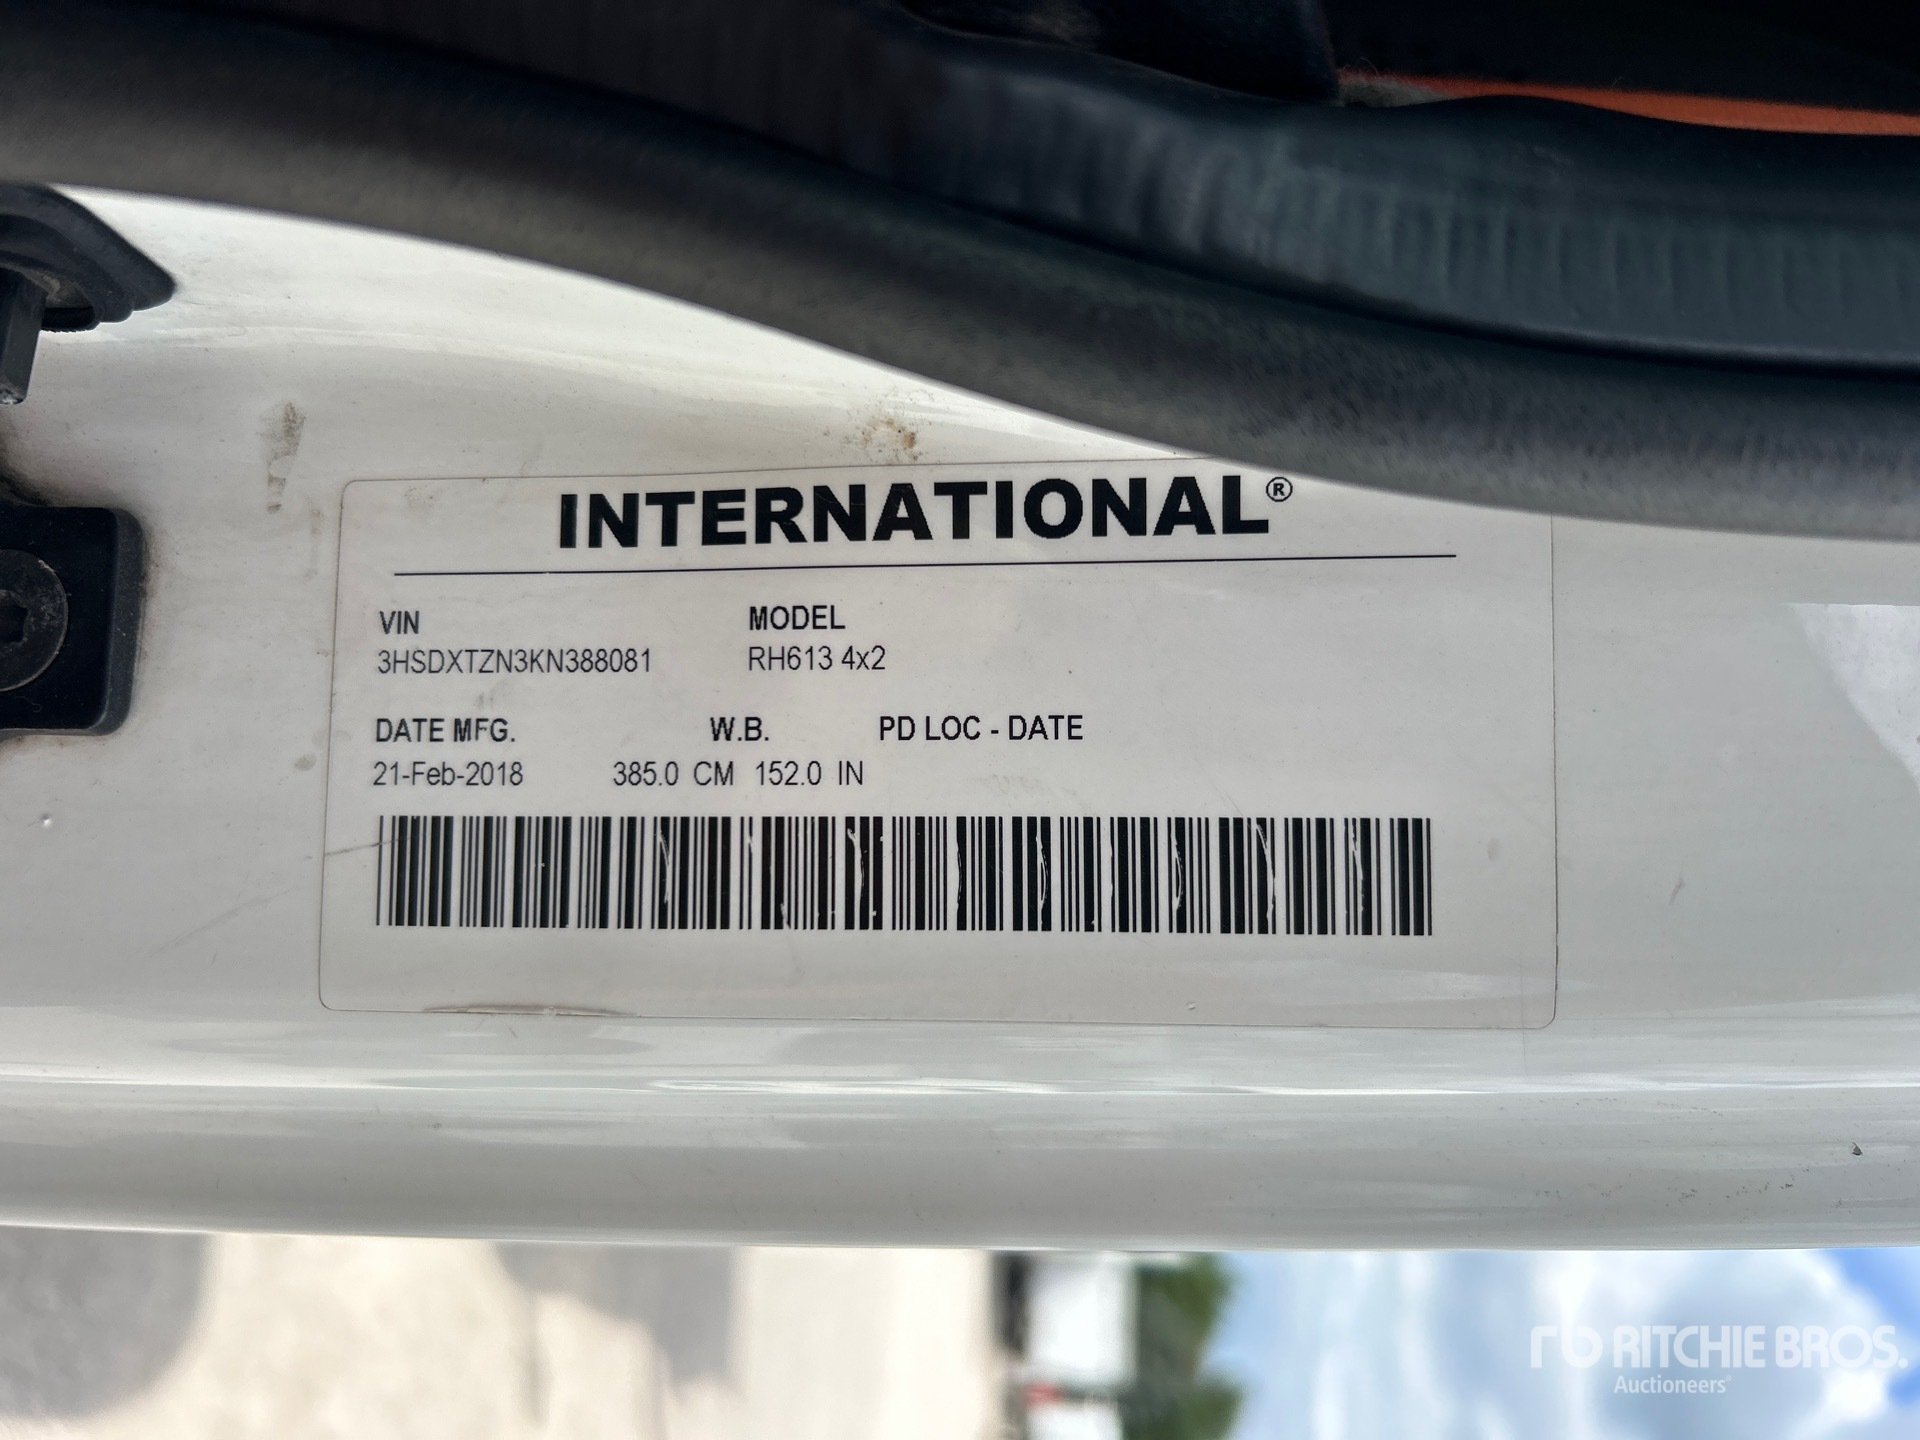 INTERNATIONAL®
VIN MODEL
3HSDXTZN3KN388081 RH613 4x2
DATE MFG. W.B. PD LOC - DATE
21-Feb-2018 385.0 CM 152.0 IN
rb RITCHIE BROS.
Auctioneers®